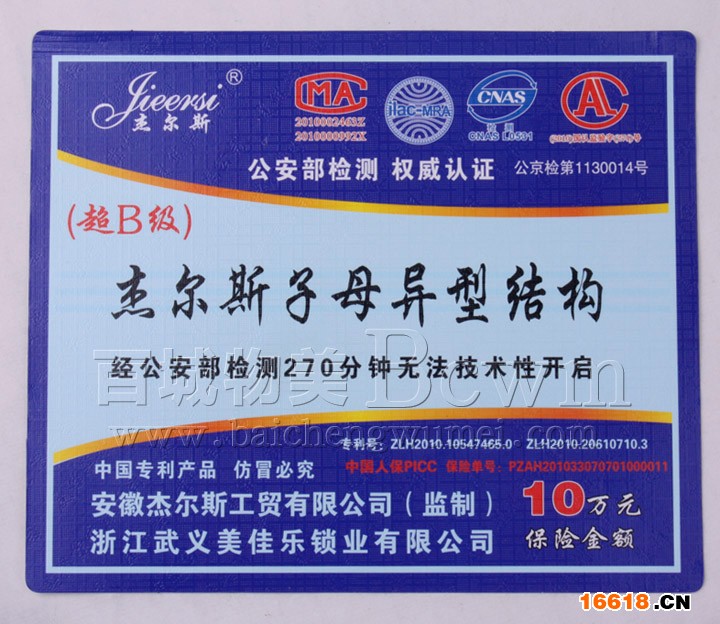 Jieersi®
杰尔斯
MA
2010002463Z
2010000099ZX
ilac-MRA
CNAS
检测
CNAS L0531
AL
公安部检测 权威认证 公京检第1130014号
(超B级)
杰尔斯子母异型结构
经公安部检测270分钟无法技术性开启
百城物美Bcwm
www.baichengwumei.com
专利号: ZLH2010.10547465.0 ZLH2010.20610710.3
中国专利产品 仿冒必究 中国人保PICC 保险单号: PZAH201033070701000011
安徽杰尔斯工贸有限公司(监制) 10万元
浙江武义美佳乐锁业有限公司 保险金额
16618.CN